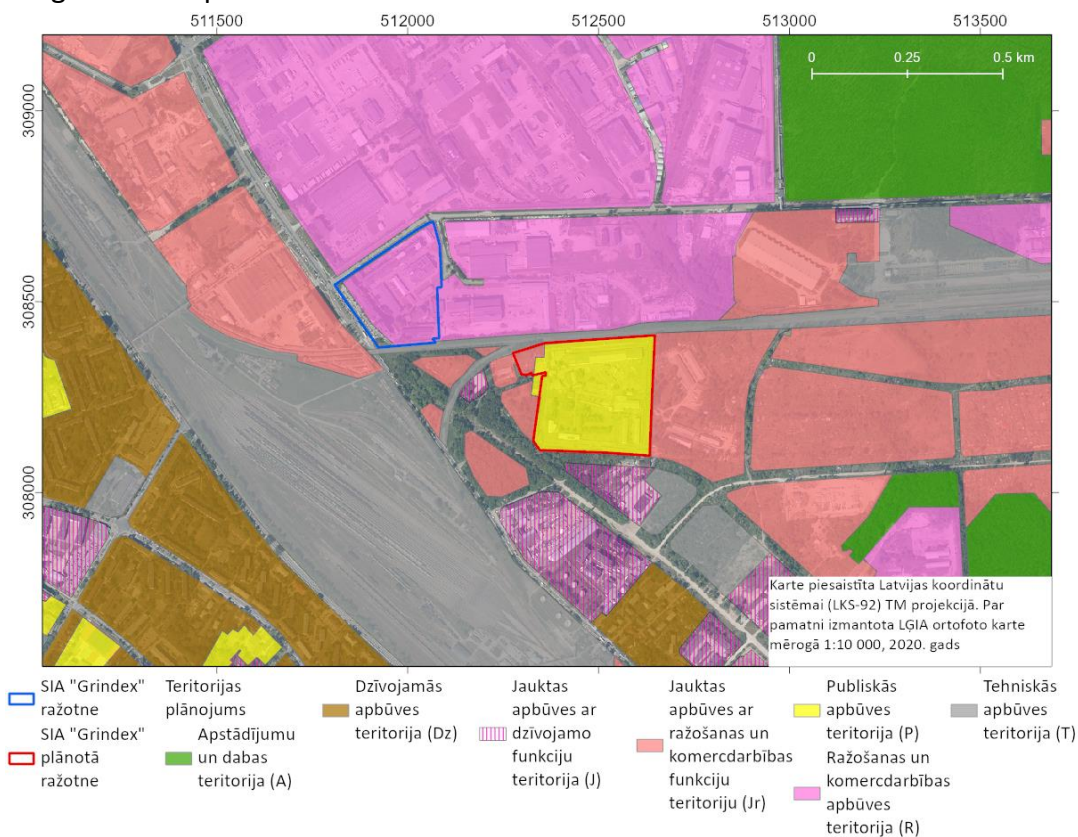 511500 512000 512500 513000 513500
0 0.25 0.5 km
309000
308500
308000
Karte piesaistīta Latvijas koordinātu
sistēmai (LKS-92) TM projekcijā. Par
pamatni izmantota LĢIA ortofoto karte
mērogā 1:10 000, 2020. gads
SIA "Grindex"
ražotne
SIA "Grindex"
plānotā
ražotne
Teritorijas
plānojums
Apstādījumu
un dabas
teritorija (A)
Dzīvojamās
apbūves
teritorija (Dz)
Jauktas
apbūves ar
dzīvojamo
funkciju
teritorija (J)
Jauktas
apbūves ar
ražošanas un
komercdarbības
funkciju
teritoriju (Jr)
Publiskās
apbūves
teritorija (P)
Ražošanas un
komercdarbības
apbūves
teritorija (R)
Tehniskās
apbūves
teritorija (T)